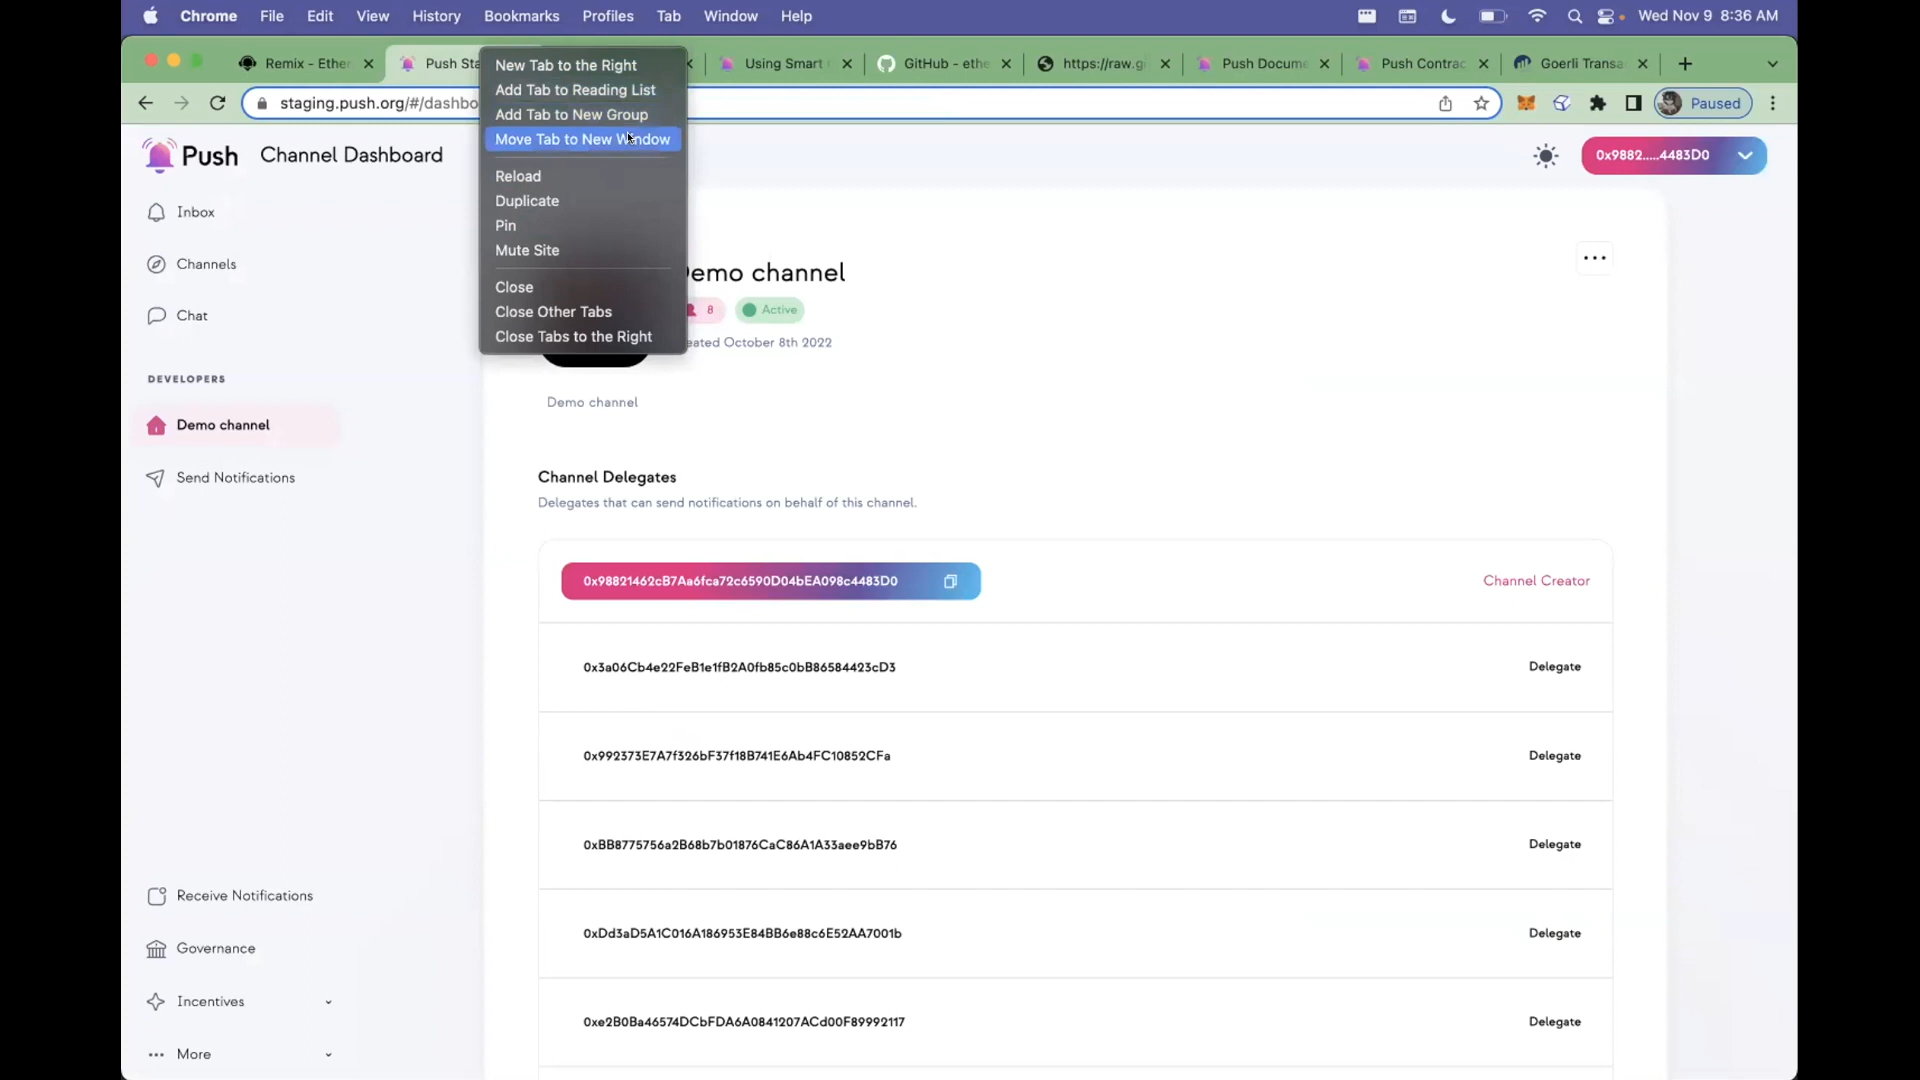 Chrome File Edit View History Bookmarks Profiles Tab Window Help Wed Nov 9 8:36 AM
Remix - Ether Push Sta Using Smart GitHub - ethe https://raw.gi Push Docume Push Contrac Goerli Transa
staging.push.org/#/dashbo Paused
New Tab to the Right
Add Tab to Reading List
Add Tab to New Group
Move Tab to New Window
Reload
Duplicate
Pin
Mute Site
Close
Close Other Tabs
Close Tabs to the Right
Push Channel Dashboard 0x9882.....4483D0
Inbox
Channels
Chat
DEVELOPERS
Demo channel
Send Notifications
Receive Notifications
Governance
Incentives
More
Demo channel
8 Active
eated October 8th 2022
Demo channel
Channel Delegates
Delegates that can send notifications on behalf of this channel.
0x98821462cB7Aa6fca72c6590D04bEA098c4483D0 Channel Creator
0x3a06Cb4e22FeB1e1fB2A0fb85c0bB86584423cD3 Delegate
0x992373E7A7f326bF37f18B741E6Ab4FC10852CFa Delegate
0xBB8775756a2B68b7b01876CaC86A1A33aee9bB76 Delegate
0xDd3aD5A1C016A186953E84BB6e88c6E52AA7001b Delegate
0xe2B0Ba46574DCbFDA6A0841207ACd00F89992117 Delegate